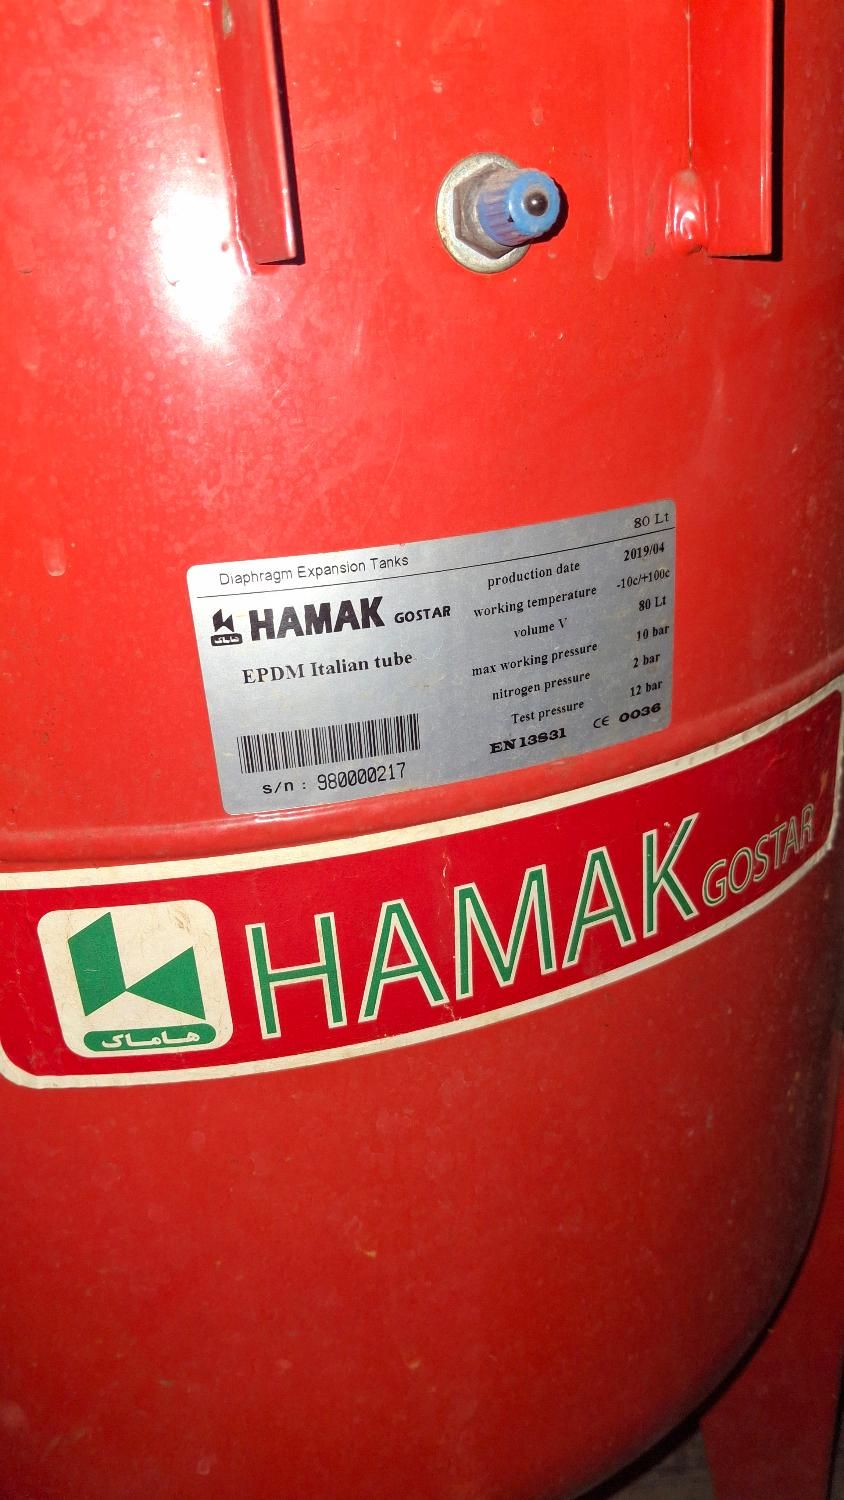 Diaphragm Expansion Tanks 80 Lt
هاماک HAMAK GOSTAR
EPDM Italian tube
production date 2019/04
working temperature -10c/+100c
volume V 80 Lt
max working pressure 10 bar
nitrogen pressure 2 bar
Test pressure 12 bar
EN 13831 CE 0036
s/n : 980000217
HAMAK GOSTAR
هاماک